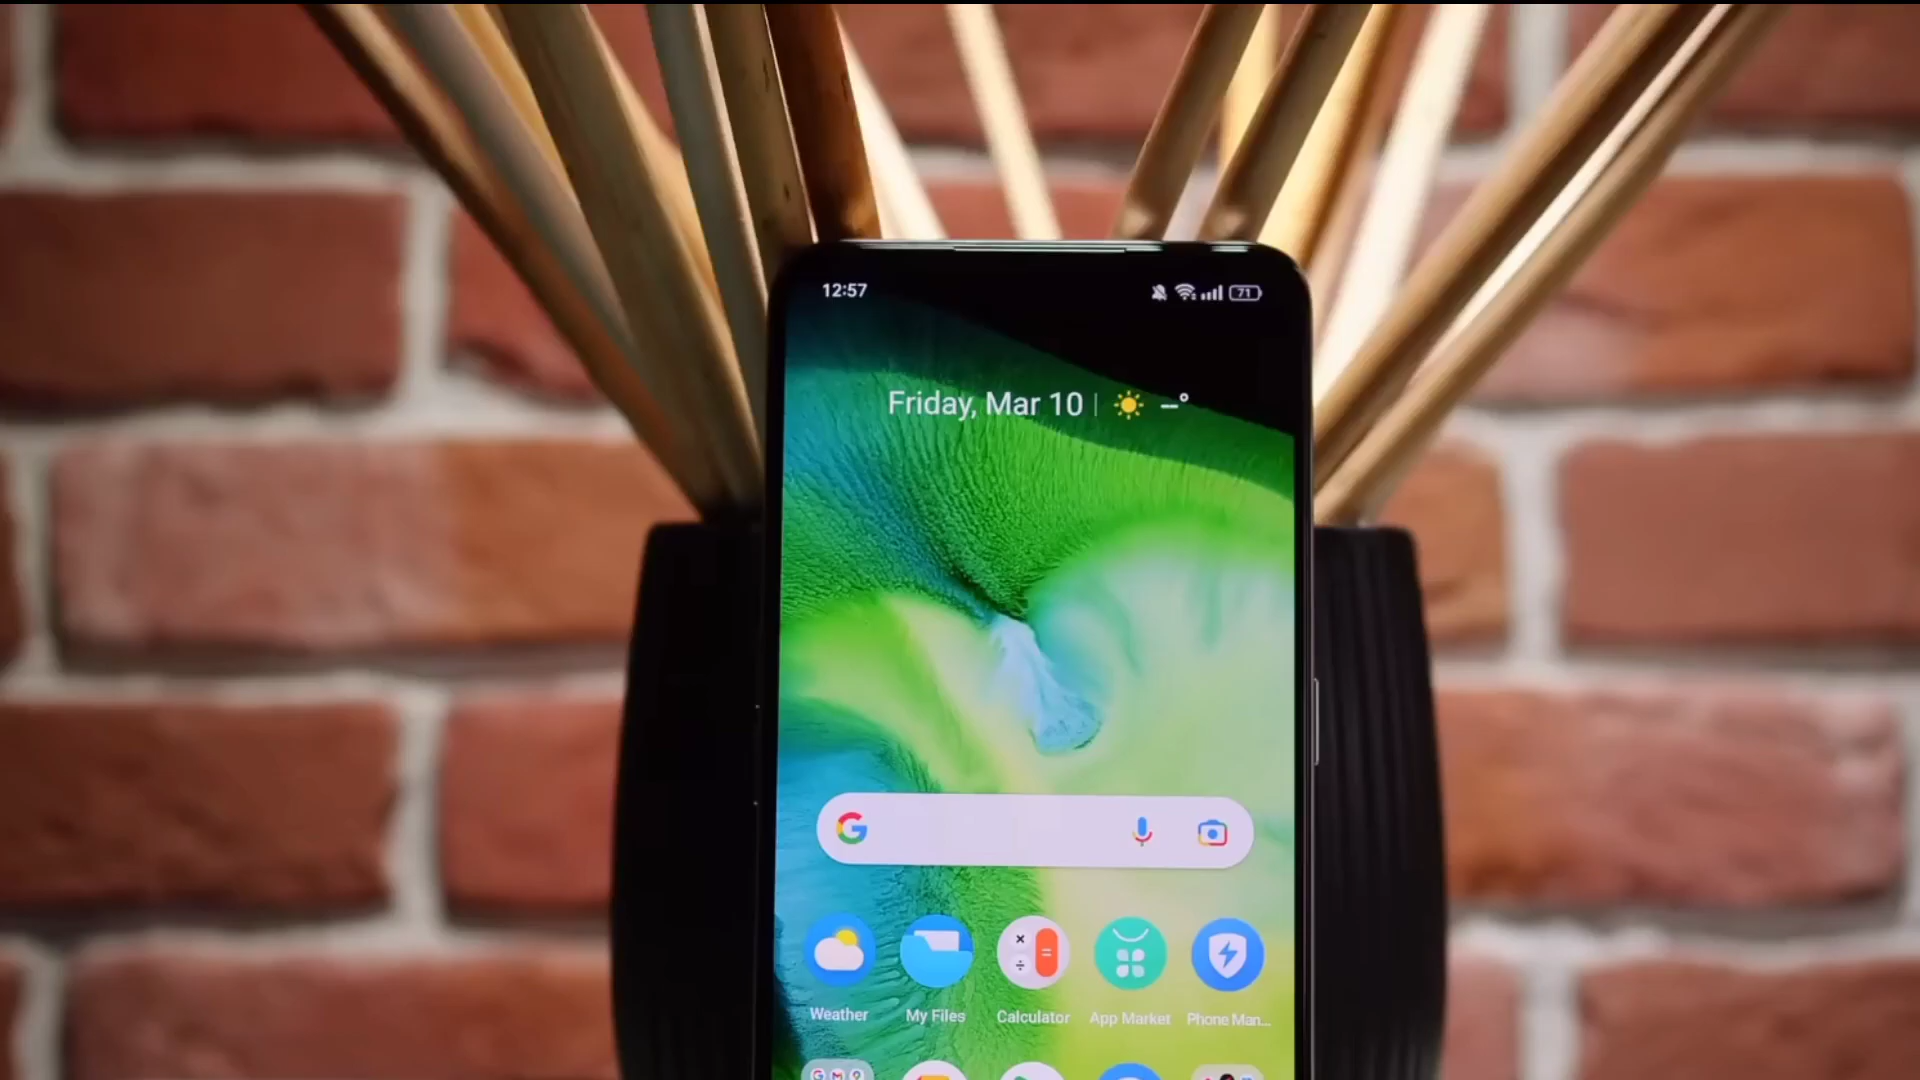 12:57
71
Friday, Mar 10 | --°
Weather
My Files
Calculator
App Market
Phone Man...